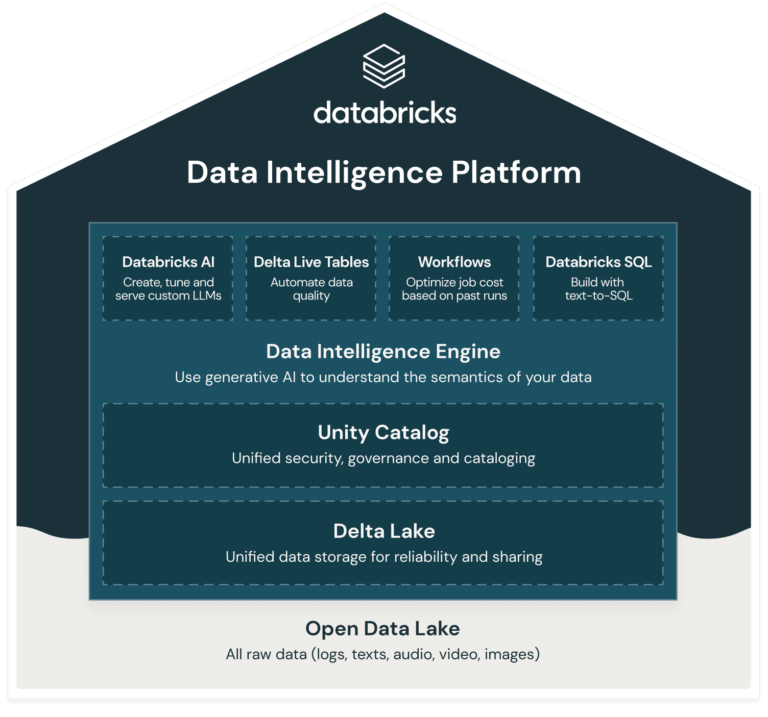 databricks
Data Intelligence Platform
Databricks AI
Create, tune and
serve custom LLMs
Delta Live Tables
Automate data
quality
Workflows
Optimize job cost
based on past runs
Databricks SQL
Build with
text-to-SQL
Data Intelligence Engine
Use generative AI to understand the semantics of your data
Unity Catalog
Unified security, governance and cataloging
Delta Lake
Unified data storage for reliability and sharing
Open Data Lake
All raw data (logs, texts, audio, video, images)